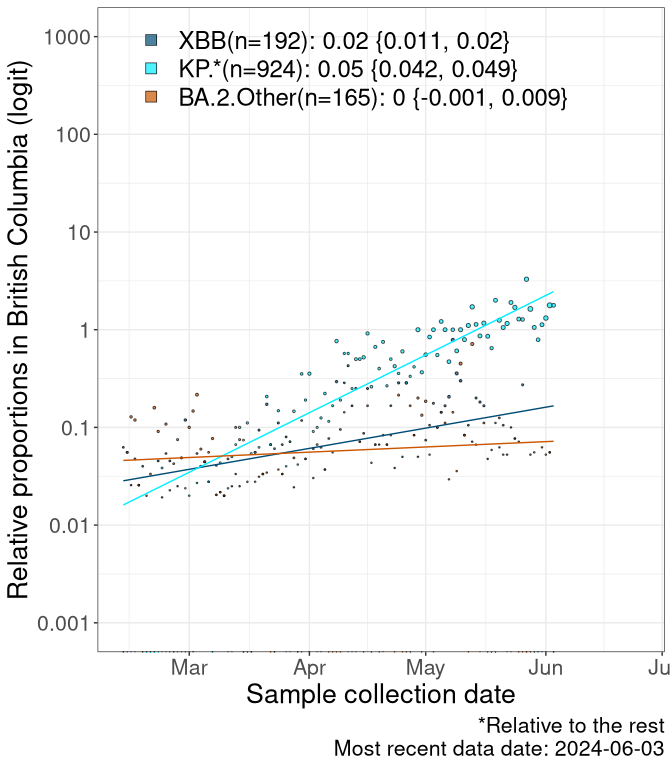 XBB(n=192): 0.02 {0.011, 0.02}
KP.*(n=924): 0.05 {0.042, 0.049}
BA.2.Other(n=165): 0 {-0.001, 0.009}
Relative proportions in British Columbia (logit)
1000
100
10
1
0.1
0.01
0.001
Mar Apr May Jun Ju
Sample collection date
*Relative to the rest
Most recent data date: 2024-06-03